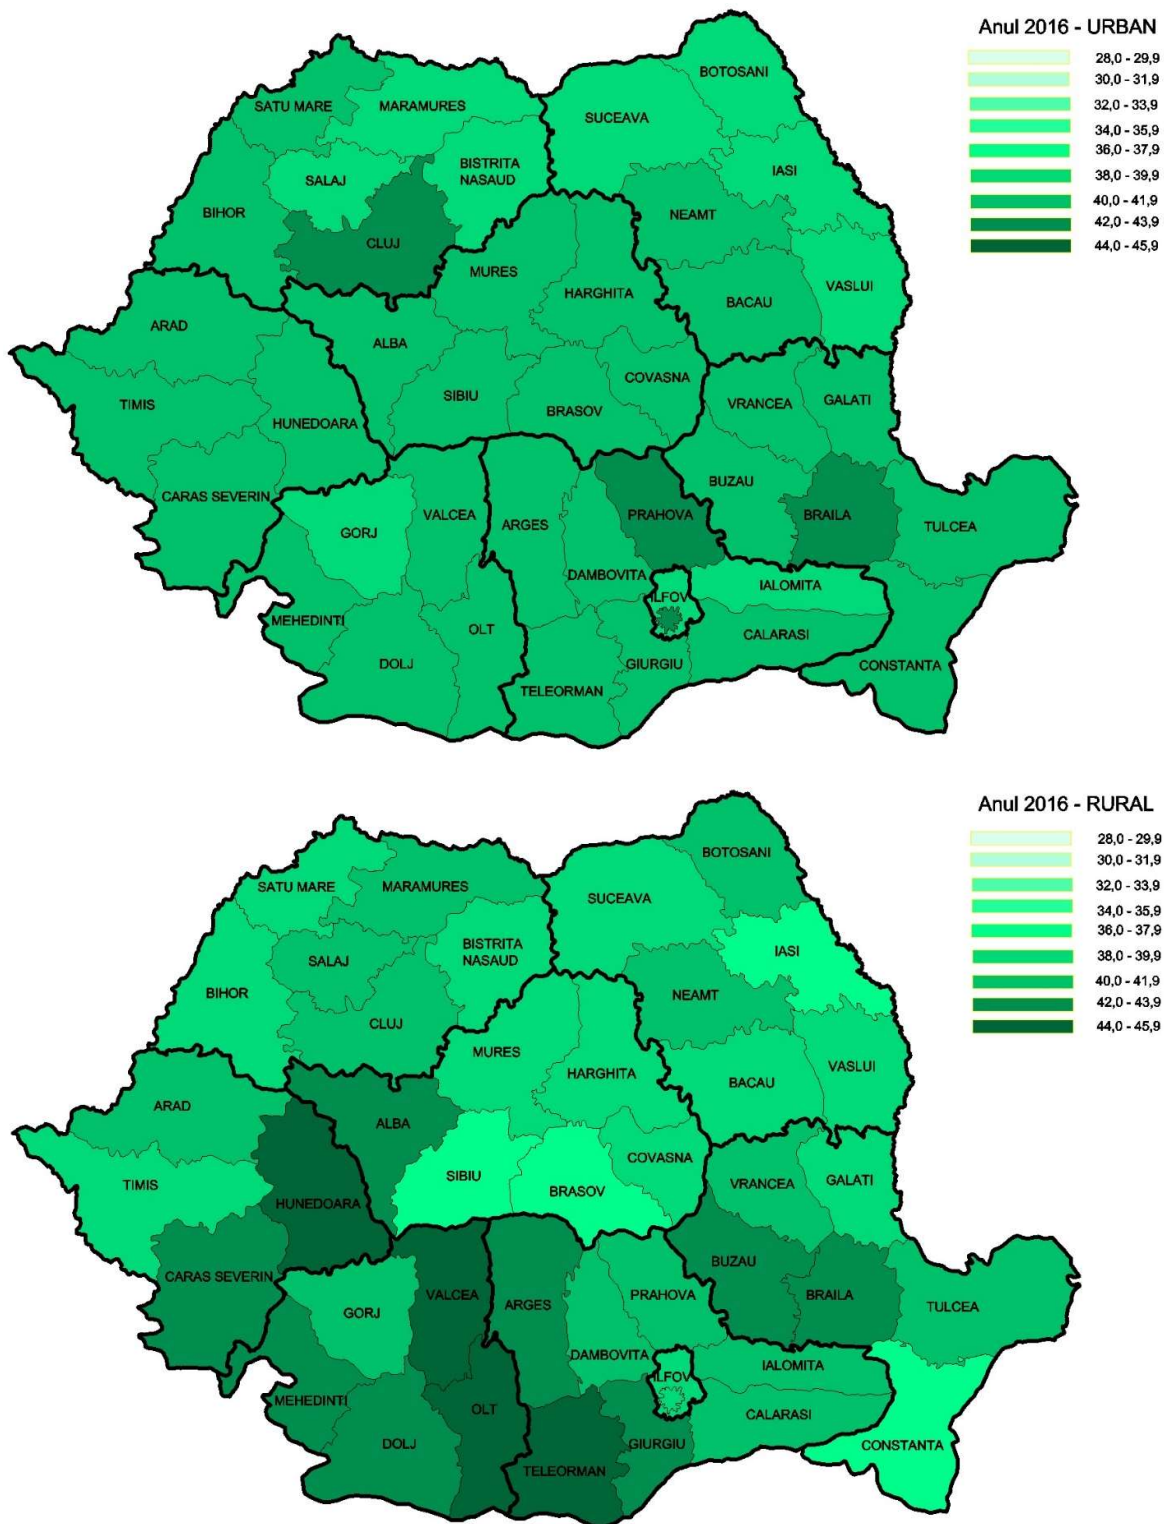 Anul 2016 - URBAN
28,0 - 29,9
30,0 - 31,9
32,0 - 33,9
34,0 - 35,9
36,0 - 37,9
38,0 - 39,9
40,0 - 41,9
42,0 - 43,9
44,0 - 45,9
BOTOSANI
SATU MARE
MARAMURES
SUCEAVA
IASI
BISTRITA
NASAUD
SALAJ
BIHOR
NEAMT
CLUJ
MURES
VASLUI
HARGHITA
BACAU
ARAD
ALBA
COVASNA
TIMIS
SIBIU
BRASOV
VRANCEA
GALATI
HUNEDOARA
CARAS SEVERIN
BUZAU
VALCEA
PRAHOVA
BRAILA
GORJ
ARGES
TULCEA
DAMBOVITA
IALOMITA
ILFOV
MEHEDINTI
OLT
CALARASI
DOLJ
GIURGIU
CONSTANTA
TELEORMAN
Anul 2016 - RURAL
28,0 - 29,9
30,0 - 31,9
32,0 - 33,9
34,0 - 35,9
36,0 - 37,9
38,0 - 39,9
40,0 - 41,9
42,0 - 43,9
44,0 - 45,9
BOTOSANI
SATU MARE
MARAMURES
SUCEAVA
IASI
BISTRITA
NASAUD
SALAJ
BIHOR
NEAMT
CLUJ
MURES
VASLUI
HARGHITA
BACAU
ARAD
ALBA
COVASNA
TIMIS
SIBIU
BRASOV
VRANCEA
GALATI
HUNEDOARA
CARAS SEVERIN
BUZAU
VALCEA
PRAHOVA
BRAILA
GORJ
ARGES
TULCEA
DAMBOVITA
IALOMITA
ILFOV
MEHEDINTI
OLT
CALARASI
DOLJ
GIURGIU
CONSTANTA
TELEORMAN